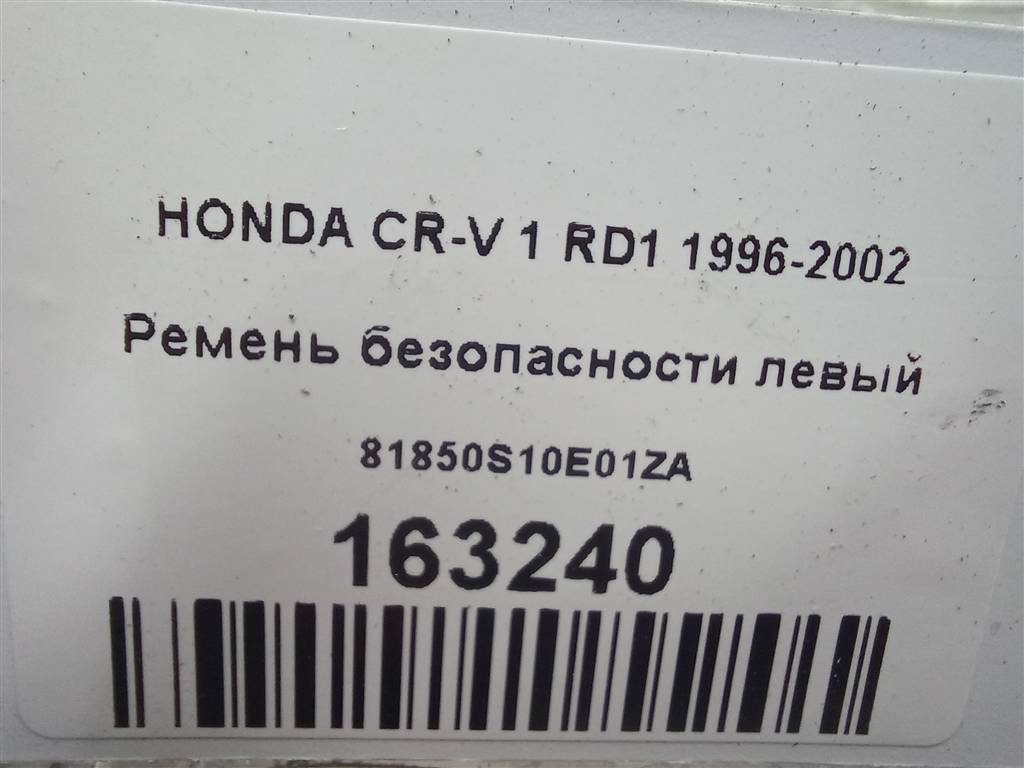 HONDA CR-V 1 RD1 1996-2002
Ремень безопасности левый
81850S10E01ZA
163240